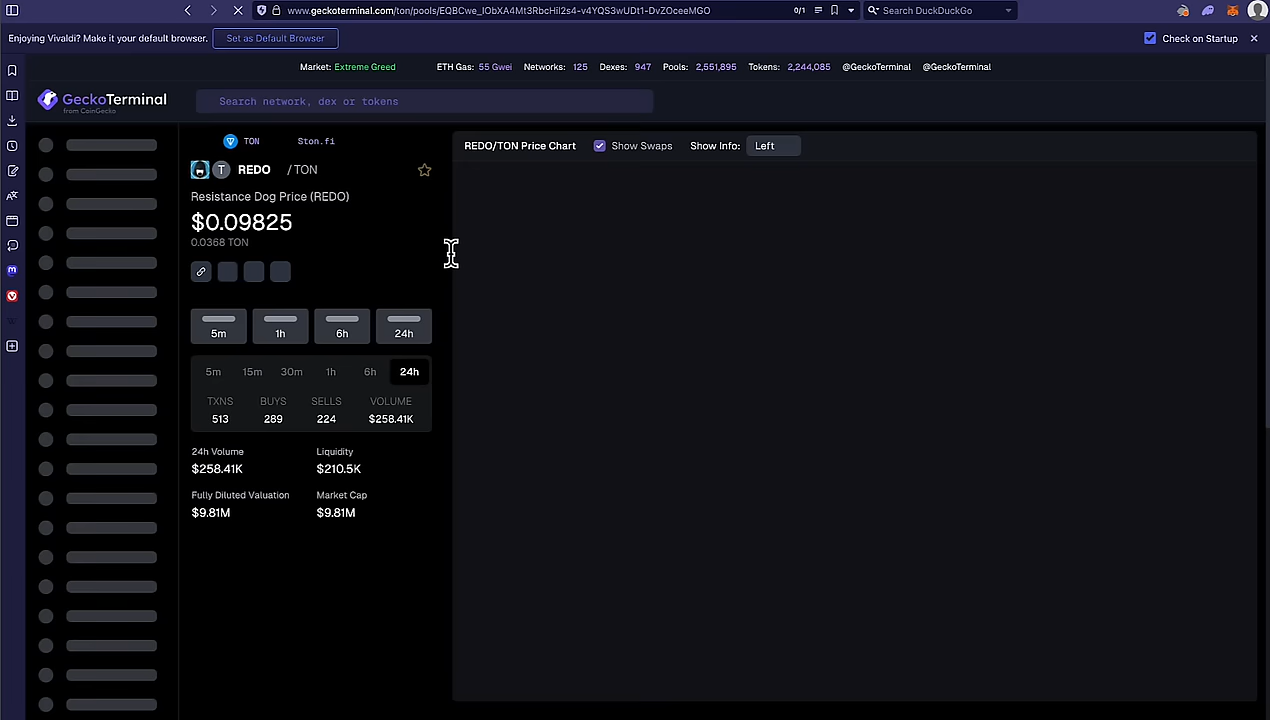 www.geckoterminal.com/ton/pools/EQBCwe_IObXA4Mt3RbcHil2s4-v4YQS3wUDt1-DvZOceeMGO
0/1
Search DuckDuckGo
Enjoying Vivaldi? Make it your default browser.
Set as Default Browser
Check on Startup
Market: Extreme Greed
ETH Gas: 55 Gwei
Networks: 125
Dexes: 947
Pools: 2,551,895
Tokens: 2,244,085
@GeckoTerminal
@GeckoTerminal
GeckoTerminal
from CoinGecko
Search network, dex or tokens
TON
Ston.fi
T
REDO / TON
Resistance Dog Price (REDO)
$0.09825
0.0368 TON
5m 1h 6h 24h
5m 15m 30m 1h 6h 24h
TXNS BUYS SELLS VOLUME
513 289 224 $258.41K
24h Volume Liquidity
$258.41K $210.5K
Fully Diluted Valuation Market Cap
$9.81M $9.81M
REDO/TON Price Chart
Show Swaps
Show Info: Left